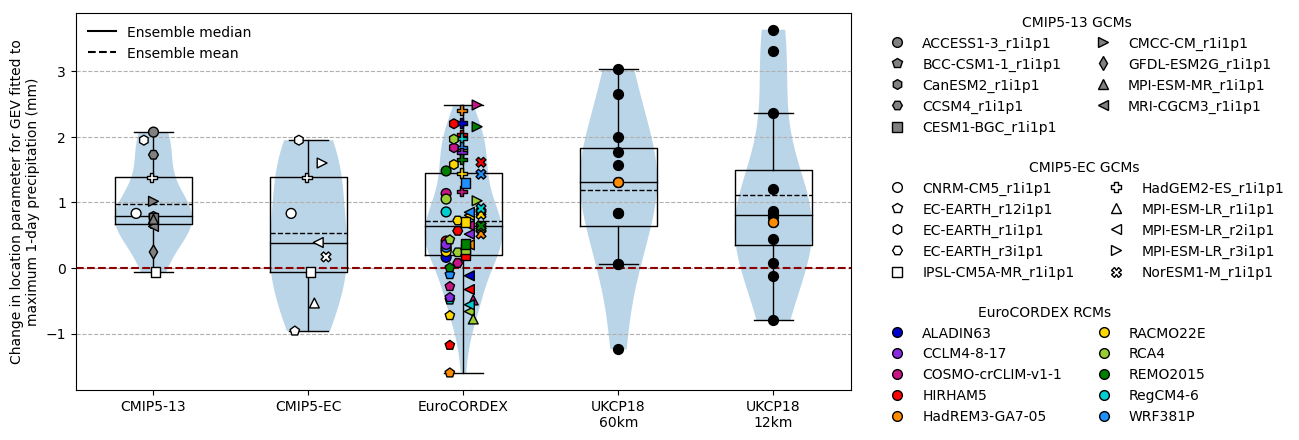 Change in location parameter for GEV fitted to
maximum 1-day precipitation (mm)
3
2
1
0
−1
Ensemble median
Ensemble mean
CMIP5-13
CMIP5-EC
EuroCORDEX
UKCP18
60km
UKCP18
12km
CMIP5-13 GCMs
ACCESS1-3_r1i1p1
BCC-CSM1-1_r1i1p1
CanESM2_r1i1p1
CCSM4_r1i1p1
CESM1-BGC_r1i1p1
CMCC-CM_r1i1p1
GFDL-ESM2G_r1i1p1
MPI-ESM-MR_r1i1p1
MRI-CGCM3_r1i1p1
CMIP5-EC GCMs
CNRM-CM5_r1i1p1
EC-EARTH_r12i1p1
EC-EARTH_r1i1p1
EC-EARTH_r3i1p1
IPSL-CM5A-MR_r1i1p1
HadGEM2-ES_r1i1p1
MPI-ESM-LR_r1i1p1
MPI-ESM-LR_r2i1p1
MPI-ESM-LR_r3i1p1
NorESM1-M_r1i1p1
EuroCORDEX RCMs
ALADIN63
CCLM4-8-17
COSMO-crCLIM-v1-1
HIRHAM5
HadREM3-GA7-05
RACMO22E
RCA4
REMO2015
RegCM4-6
WRF381P